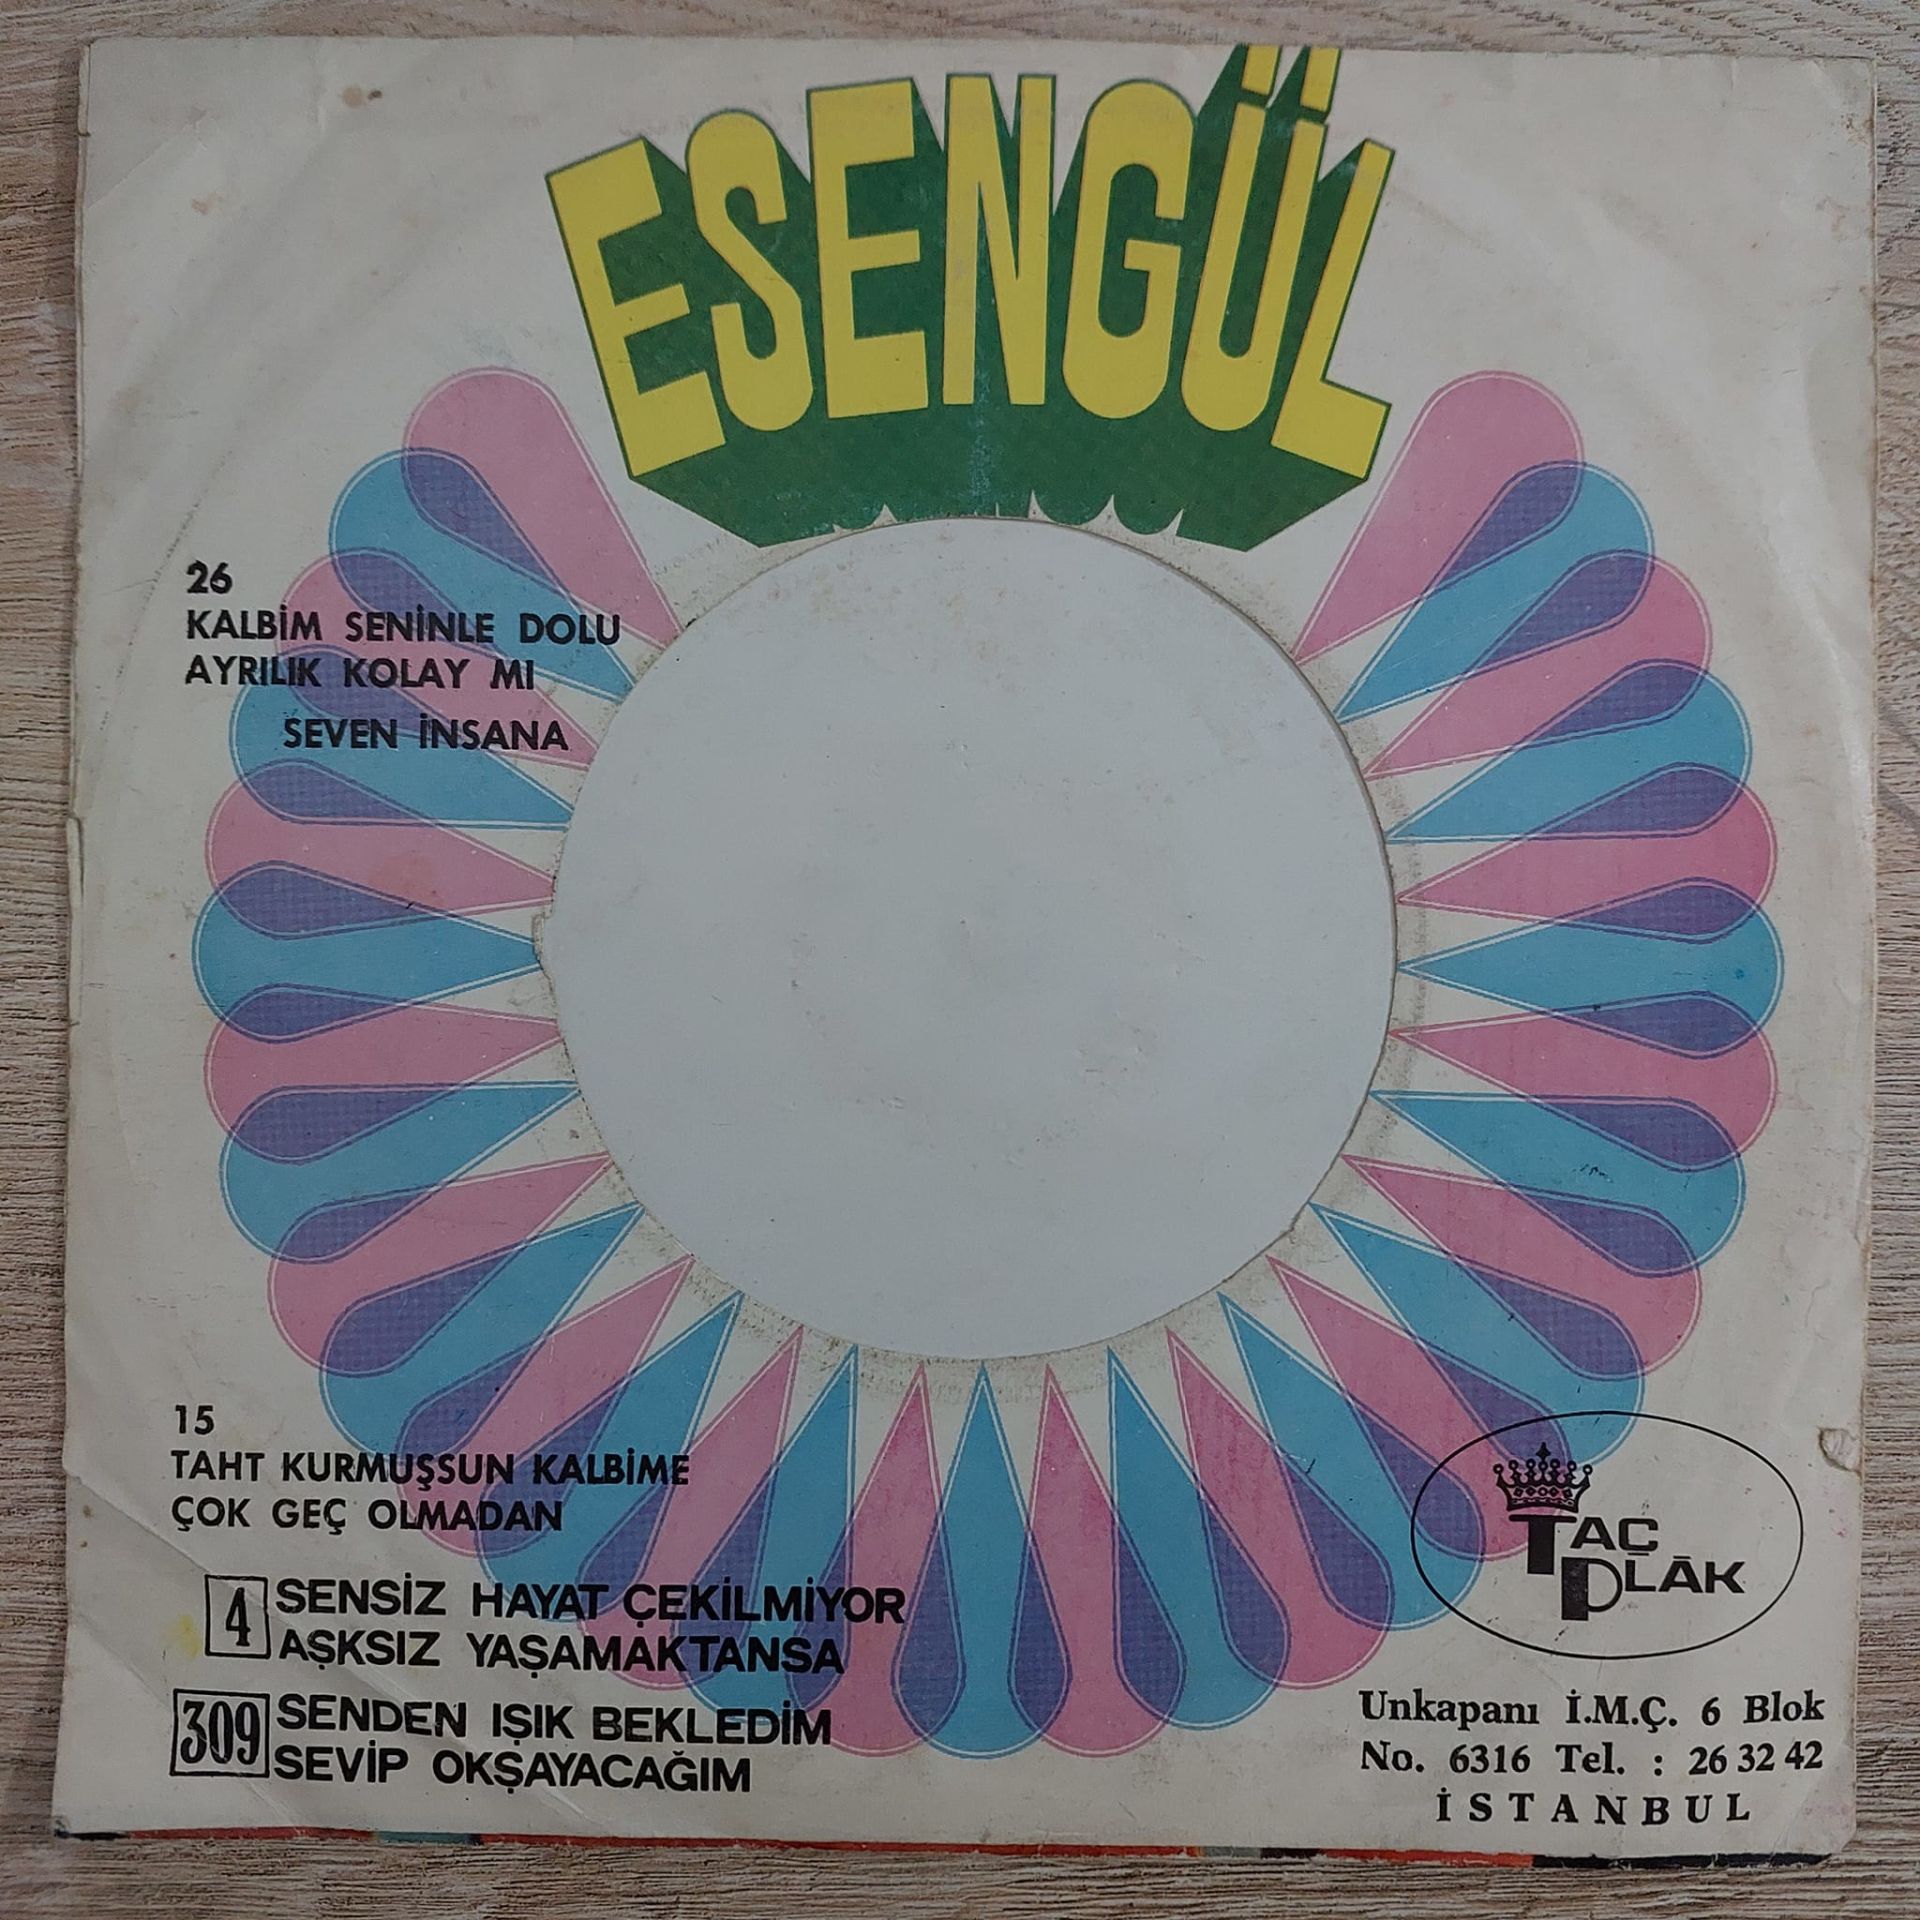 ESENGÜL
26
KALBİM SENİNLE DOLU
AYRILIK KOLAY MI
SEVEN İNSANA
15
TAHT KURMUŞSUN KALBİME
ÇOK GEÇ OLMADAN
4 SENSİZ HAYAT ÇEKİLMİYOR
AŞKSIZ YAŞAMAKTANSA
309 SENDEN IŞIK BEKLEDİM
SEVİP OKŞAYACAĞIM
TAÇ
PLÂK
Unkapanı İ.M.Ç. 6 Blok
No. 6316 Tel. : 26 32 42
İSTANBUL